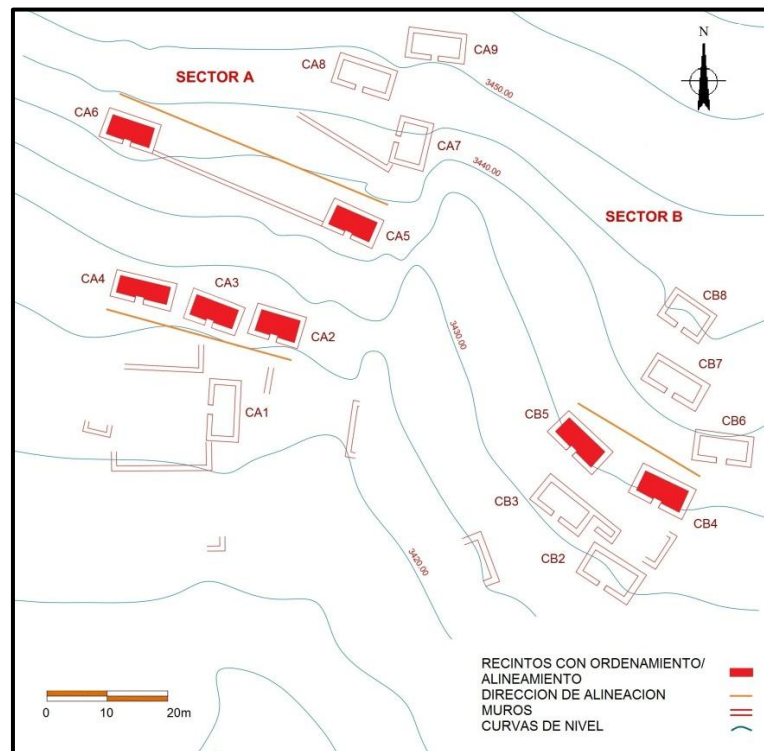 CA9
N
CA8
SECTOR A
3450.00
CA6
CA7
3440.00
SECTOR B
CA5
CA4
CA3
CB8
CA2
3430.00
CB7
CA1
CB5
CB6
CB3
CB4
CB2
3420.00
RECINTOS CON ORDENAMIENTO/
ALINEAMIENTO
DIRECCION DE ALINEACION
MUROS
CURVAS DE NIVEL
0 10 20m